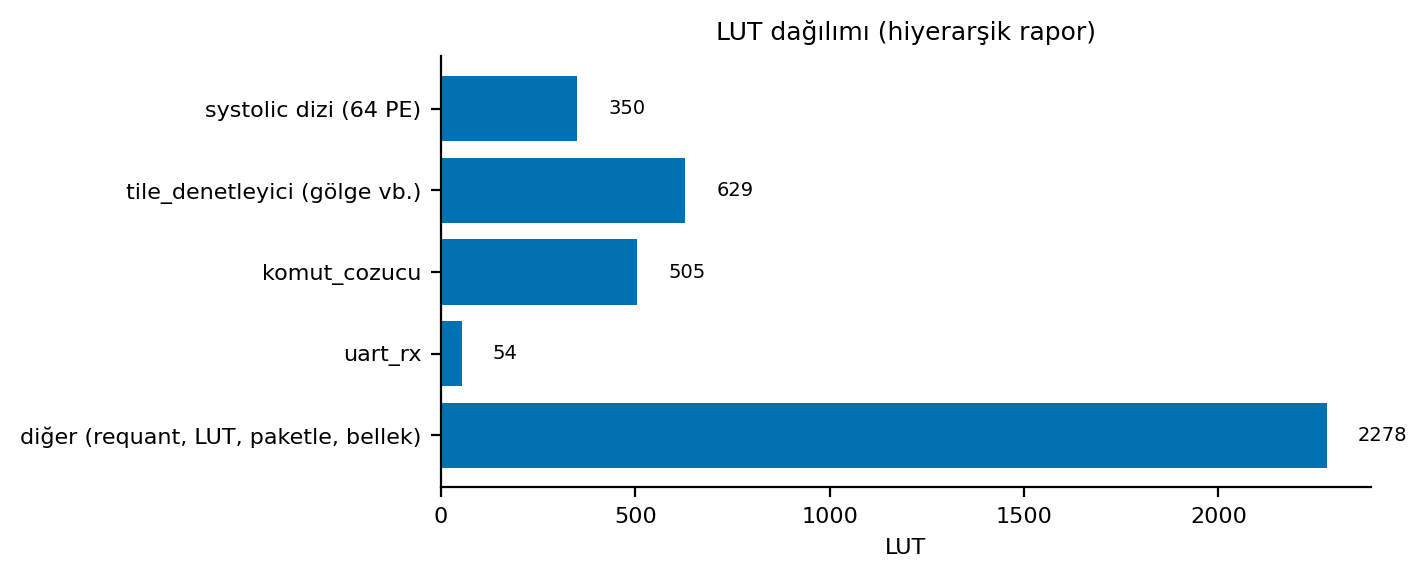 LUT dağılımı (hiyerarşik rapor)
systolic dizi (64 PE)
350
tile_denetleyici (gölge vb.)
629
komut_cozucu
505
uart_rx
54
diğer (requant, LUT, paketle, bellek)
2278
0 500 1000 1500 2000
LUT